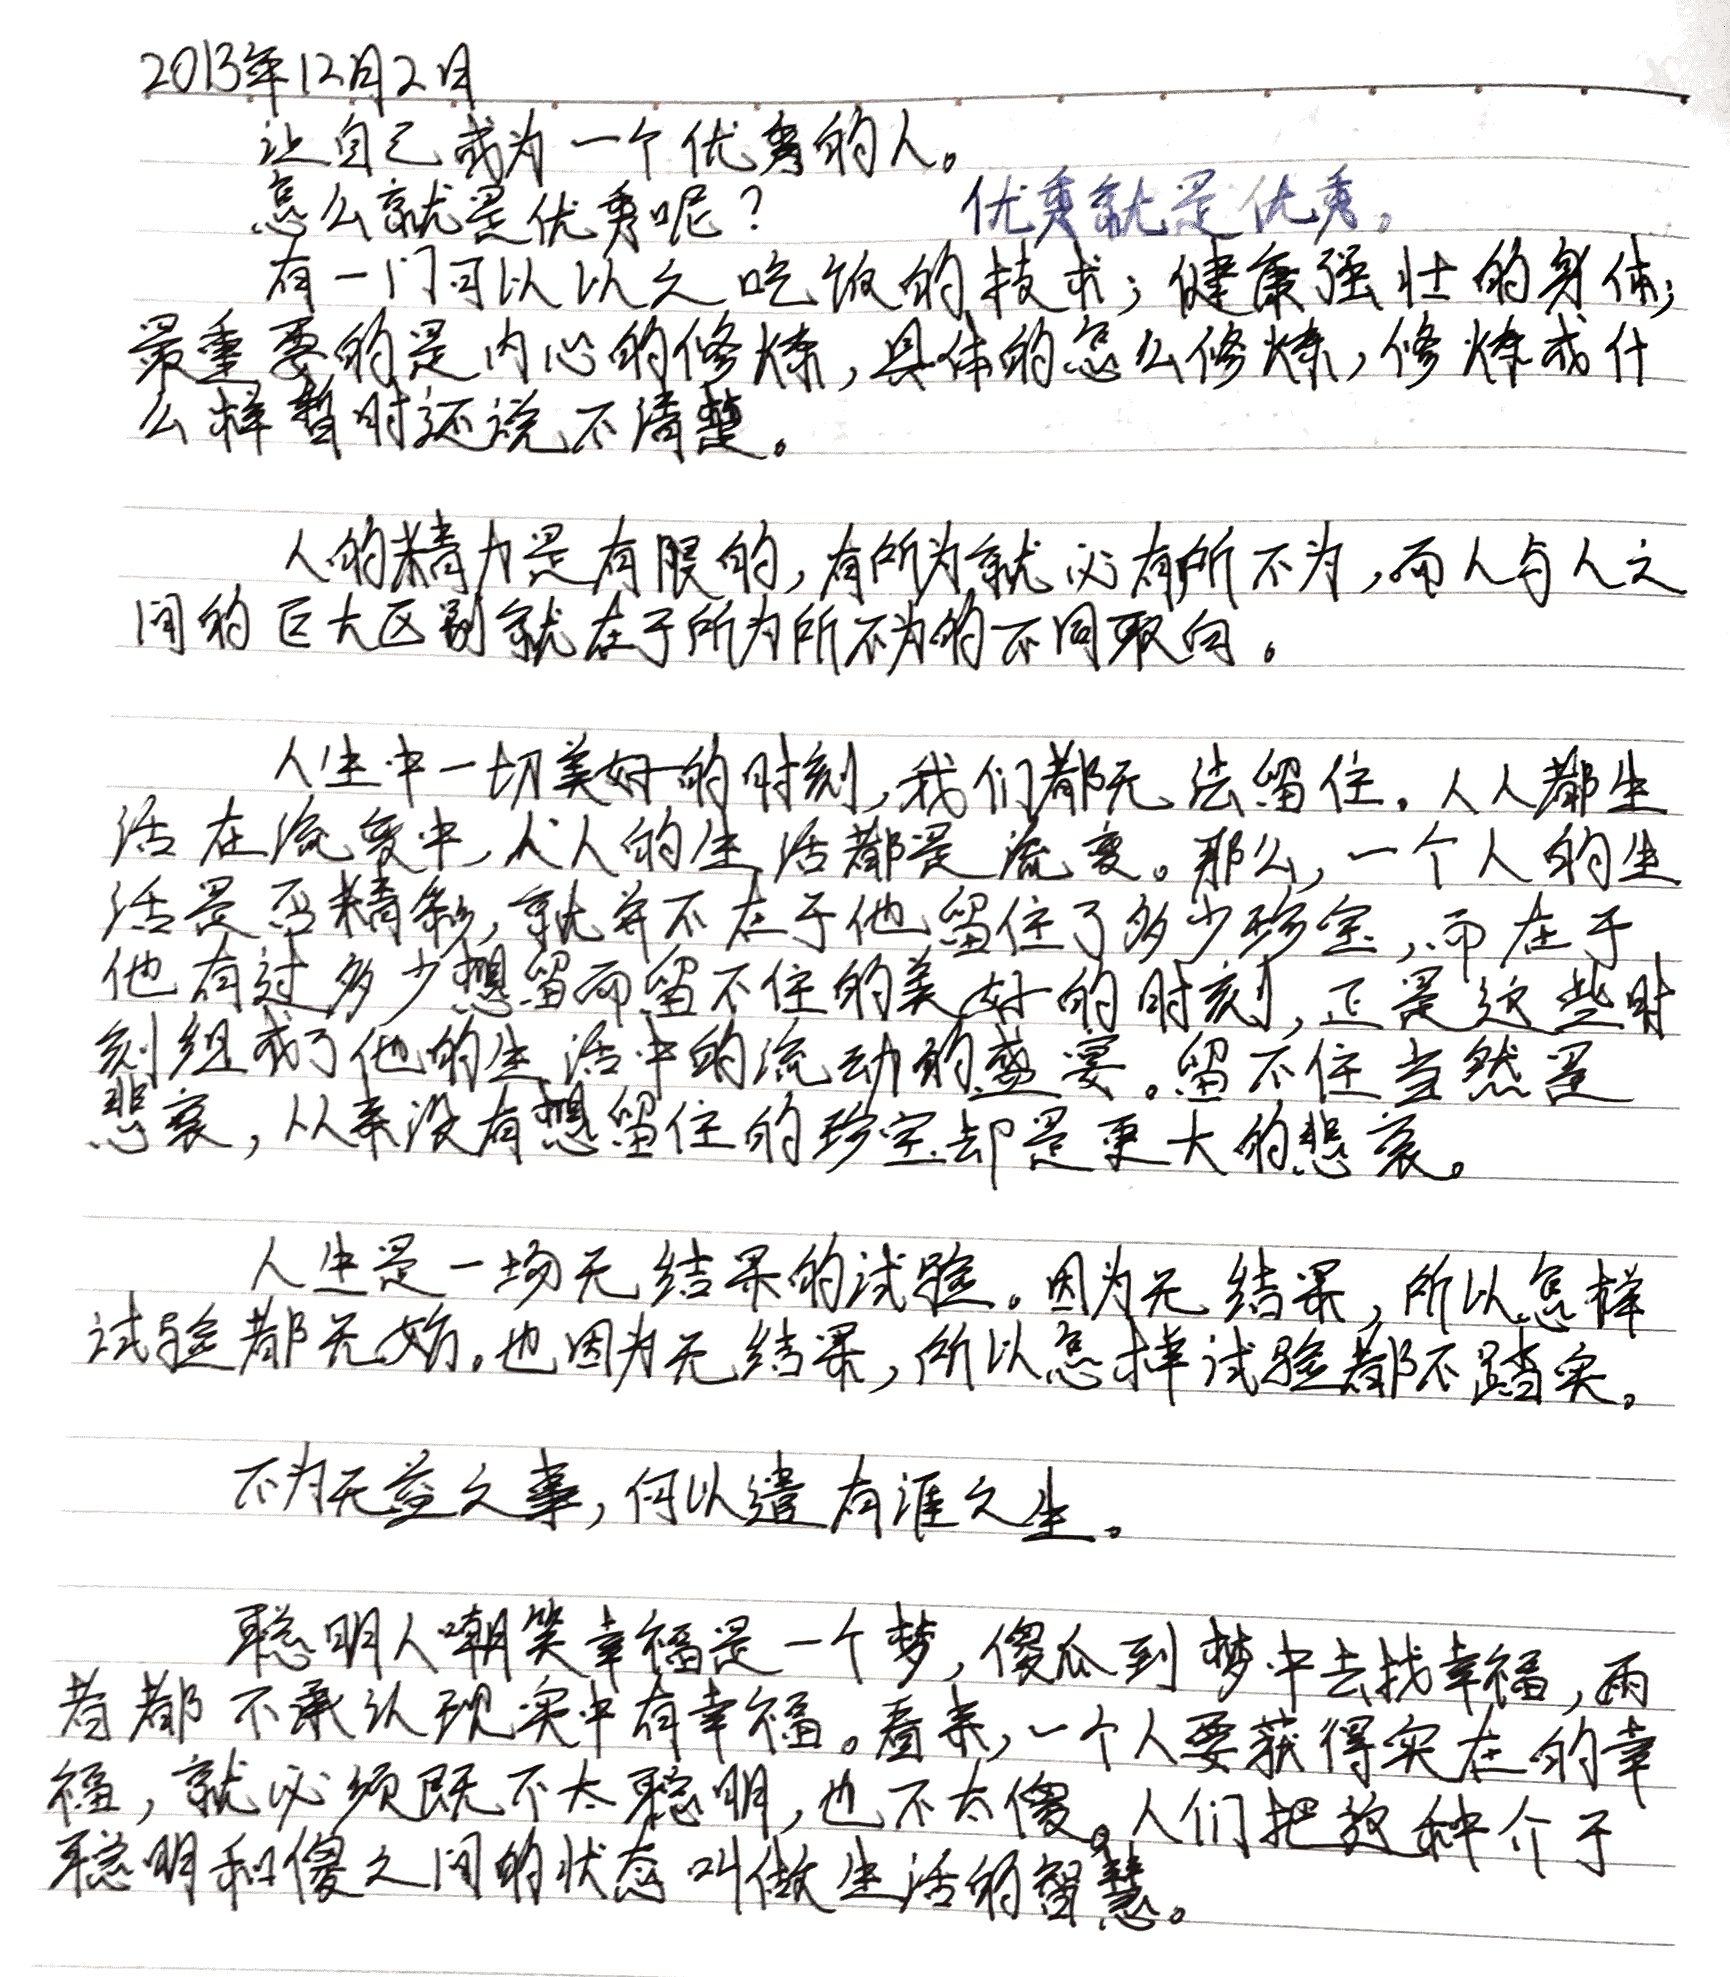 2013年12月2日
让自己成为一个优秀的人。
怎么就是优秀呢? 优秀就是优秀。
有一门可以以之吃饭的技术;健康强壮的身体;
最重要的是内心的修炼,具体的怎么修炼,修炼成什
么样暂时还说不清楚。
人的精力是有限的,有所为就必有所不为,而人与人之
间的巨大区别就在于所为所不为的不同取向。
人生中一切美好的时刻,我们都无法留住。人人都生
活在流变中,人人的生活都是流变。那么,一个人的生
活是否精彩,就并不在于他留住了多少珍宝,而在于
他有过多少想留而留不住的美好的时刻,正是这些时
刻组成了他的生活中的流动的盛宴。留不住当然是
悲哀,从来没有想留住的珍宝却是更大的悲哀。
人生是一场无结果的试验。因为无结果,所以怎样
试验都无妨。也因为无结果,所以怎样试验都不踏实。
不为无益之事,何以遣有涯之生。
聪明人嘲笑幸福是一个梦,傻瓜到梦中去找幸福,两
者都不承认现实中有幸福。看来,一个人要获得实在的幸
福,就必须既不太聪明,也不太傻。人们把这种介于
聪明和傻之间的状态叫做生活的智慧。